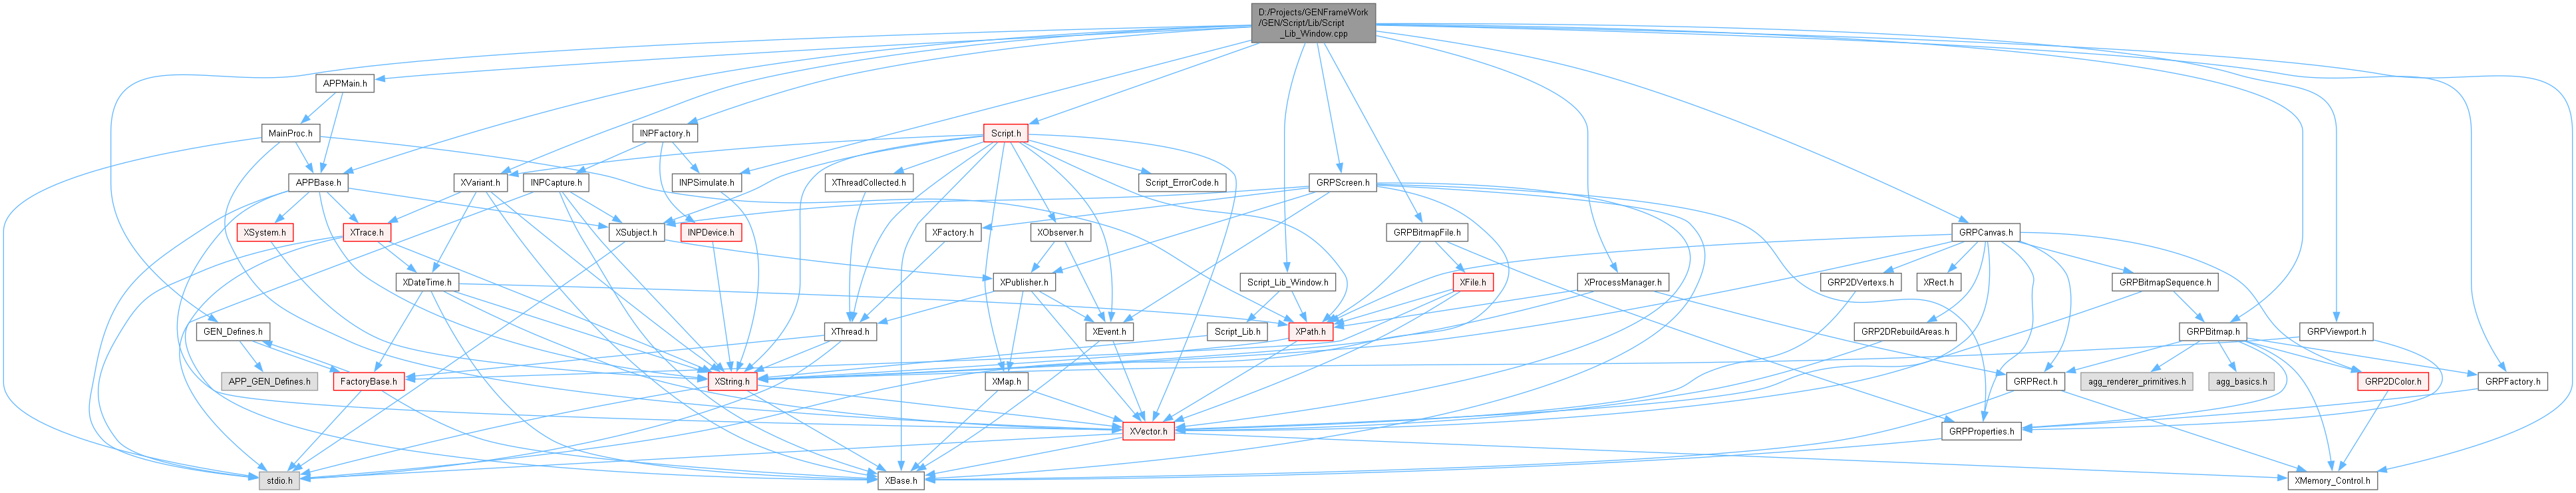 D:/Projects/GENFrameWork
/GEN/Script/Lib/Script
_Lib_Window.cpp
APPMain.h
MainProc.h
INPFactory.h
Script.h
APPBase.h
XVariant.h
INPCapture.h
INPSimulate.h
XThreadCollected.h
Script_ErrorCode.h
GRPScreen.h
XSystem.h
XTrace.h
XSubject.h
INPDevice.h
XFactory.h
XObserver.h
GRPBitmapFile.h
GRPCanvas.h
XDateTime.h
XPublisher.h
Script_Lib_Window.h
XFile.h
XProcessManager.h
GRP2DVertexs.h
XRect.h
GRPBitmapSequence.h
GEN_Defines.h
XThread.h
XEvent.h
Script_Lib.h
XPath.h
GRP2DRebuildAreas.h
GRPBitmap.h
GRPViewport.h
APP_GEN_Defines.h
FactoryBase.h
XString.h
XMap.h
GRPRect.h
agg_renderer_primitives.h
agg_basics.h
GRP2DColor.h
GRPFactory.h
XVector.h
GRPProperties.h
stdio.h
XBase.h
XMemory_Control.h